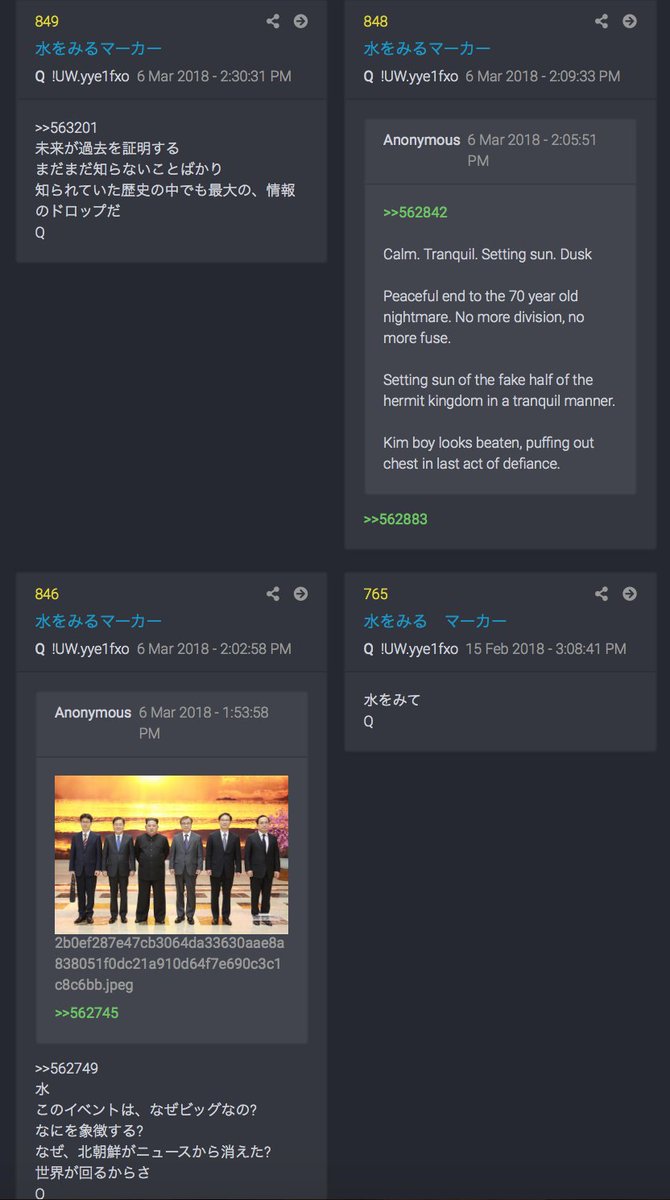 849
水をみるマーカー
Q !UW.yye1fxo 6 Mar 2018 - 2:30:31 PM
>>563201
未来が過去を証明する
まだまだ知らないことばかり
知られていた歴史の中でも最大の、情報
のドロップだ
Q
848
水をみるマーカー
Q !UW.yye1fxo 6 Mar 2018 - 2:09:33 PM
Anonymous 6 Mar 2018 - 2:05:51
PM
>>562842
Calm. Tranquil. Setting sun. Dusk
Peaceful end to the 70 year old
nightmare. No more division, no
more fuse.
Setting sun of the fake half of the
hermit kingdom in a tranquil manner.
Kim boy looks beaten, puffing out
chest in last act of defiance.
>>562883
846
水をみるマーカー
Q !UW.yye1fxo 6 Mar 2018 - 2:02:58 PM
Anonymous 6 Mar 2018 - 1:53:58
PM
2b0ef287e47cb3064da33630aae8a
838051f0dc21a910d64f7e690c3c1
c8c6bb.jpeg
>>562745
>>562749
水
このイベントは、なぜビッグなの?
なにを象徴する?
なぜ、北朝鮮がニュースから消えた?
世界が回るからさ
Q
765
水をみる　マーカー
Q !UW.yye1fxo 15 Feb 2018 - 3:08:41 PM
水をみて
Q